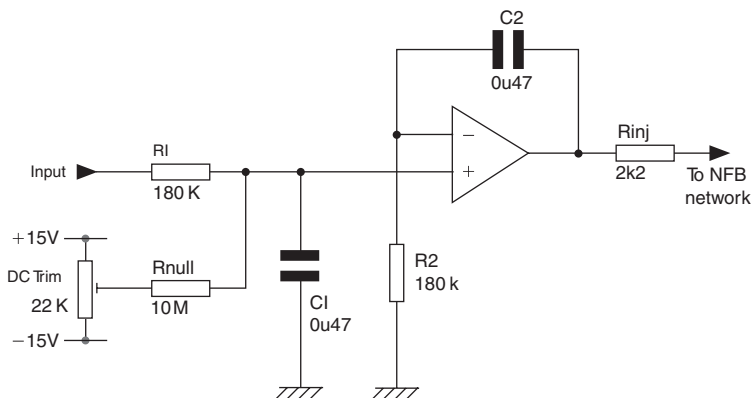 C2
0u47
−
+
Rinj
2k2
To NFB
network
Input
RI
180 K
+15V
DC Trim
22 K
−15V
Rnull
10M
CI
0u47
R2
180 k